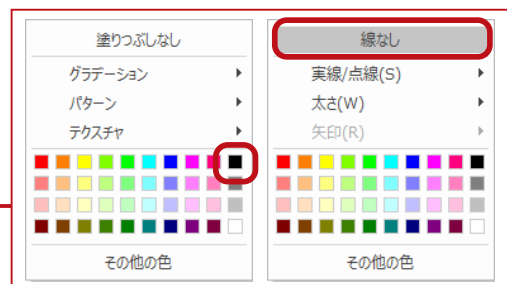 塗りつぶしなし
グラデーション
パターン
テクスチャ
その他の色
線なし
実線/点線(S)
太さ(W)
矢印(R)
その他の色